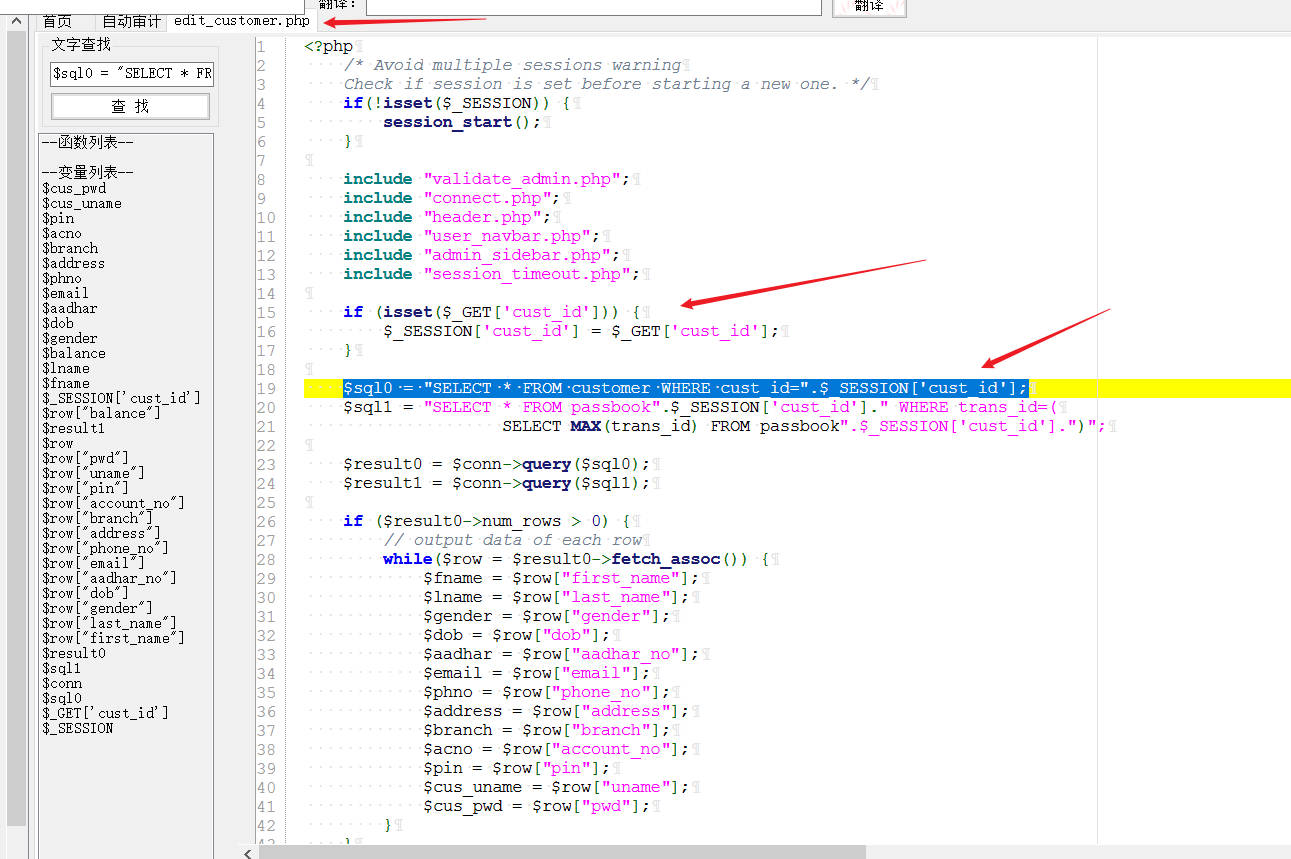 翻译：
翻译
首页 自动审计 edit_customer.php
文字查找
$sql0 = "SELECT * FR
查 找
--函数列表--
--变量列表--
$cus_pwd
$cus_uname
$pin
$acno
$branch
$address
$phno
$email
$aadhar
$dob
$gender
$balance
$lname
$fname
$_SESSION['cust_id']
$row["balance"]
$result1
$row
$row["pwd"]
$row["uname"]
$row["pin"]
$row["account_no"]
$row["branch"]
$row["address"]
$row["phone_no"]
$row["email"]
$row["aadhar_no"]
$row["dob"]
$row["gender"]
$row["last_name"]
$row["first_name"]
$result0
$sql1
$conn
$sql0
$_GET['cust_id']
$_SESSION
1 <?php
2 /* Avoid multiple sessions warning
3 Check if session is set before starting a new one. */
4 if(!isset($_SESSION)) {
5 session_start();
6 }
7
8 include "validate_admin.php";
9 include "connect.php";
10 include "header.php";
11 include "user_navbar.php";
12 include "admin_sidebar.php";
13 include "session_timeout.php";
14
15 if (isset($_GET['cust_id'])) {
16 $_SESSION['cust_id'] = $_GET['cust_id'];
17 }
18
19 $sql0 = "SELECT * FROM customer WHERE cust_id=".$_SESSION['cust_id'];
20 $sql1 = "SELECT * FROM passbook".$_SESSION['cust_id']." WHERE trans_id=(
21 SELECT MAX(trans_id) FROM passbook".$_SESSION['cust_id'].")";
22
23 $result0 = $conn->query($sql0);
24 $result1 = $conn->query($sql1);
25
26 if ($result0->num_rows > 0) {
27 // output data of each row
28 while($row = $result0->fetch_assoc()) {
29 $fname = $row["first_name"];
30 $lname = $row["last_name"];
31 $gender = $row["gender"];
32 $dob = $row["dob"];
33 $aadhar = $row["aadhar_no"];
34 $email = $row["email"];
35 $phno = $row["phone_no"];
36 $address = $row["address"];
37 $branch = $row["branch"];
38 $acno = $row["account_no"];
39 $pin = $row["pin"];
40 $cus_uname = $row["uname"];
41 $cus_pwd = $row["pwd"];
42 }